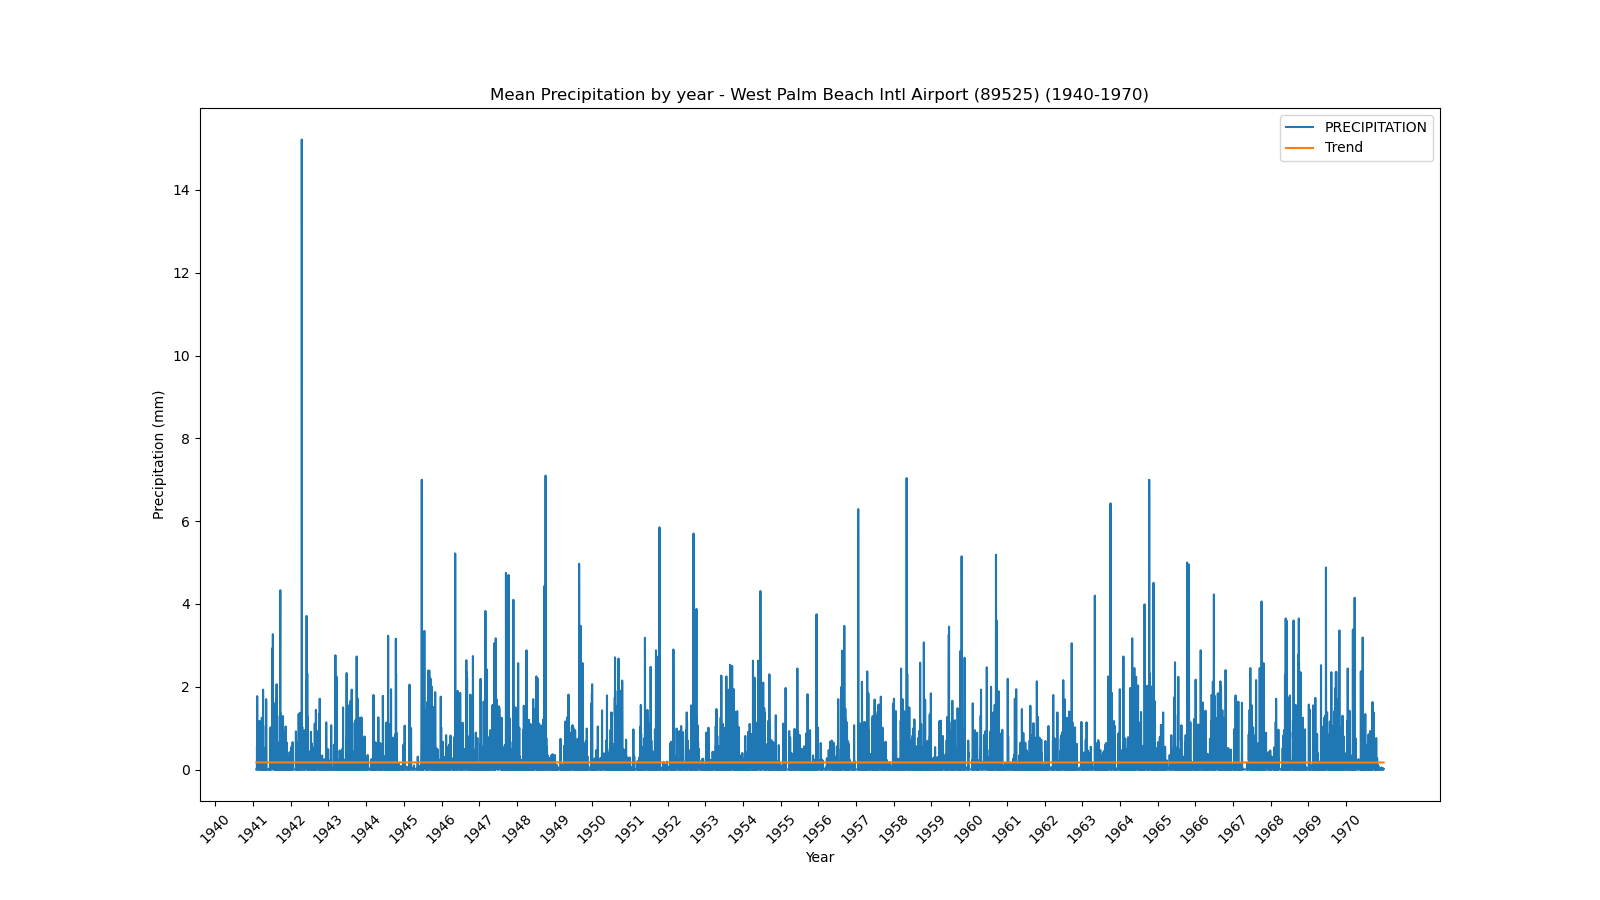 Mean Precipitation by year - West Palm Beach Intl Airport (89525) (1940-1970)
PRECIPITATION
Trend
14
12
10
8
6
4
2
0
Precipitation (mm)
1940 1941 1942 1943 1944 1945 1946 1947 1948 1949 1950 1951 1952 1953 1954 1955 1956 1957 1958 1959 1960 1961 1962 1963 1964 1965 1966 1967 1968 1969 1970
Year